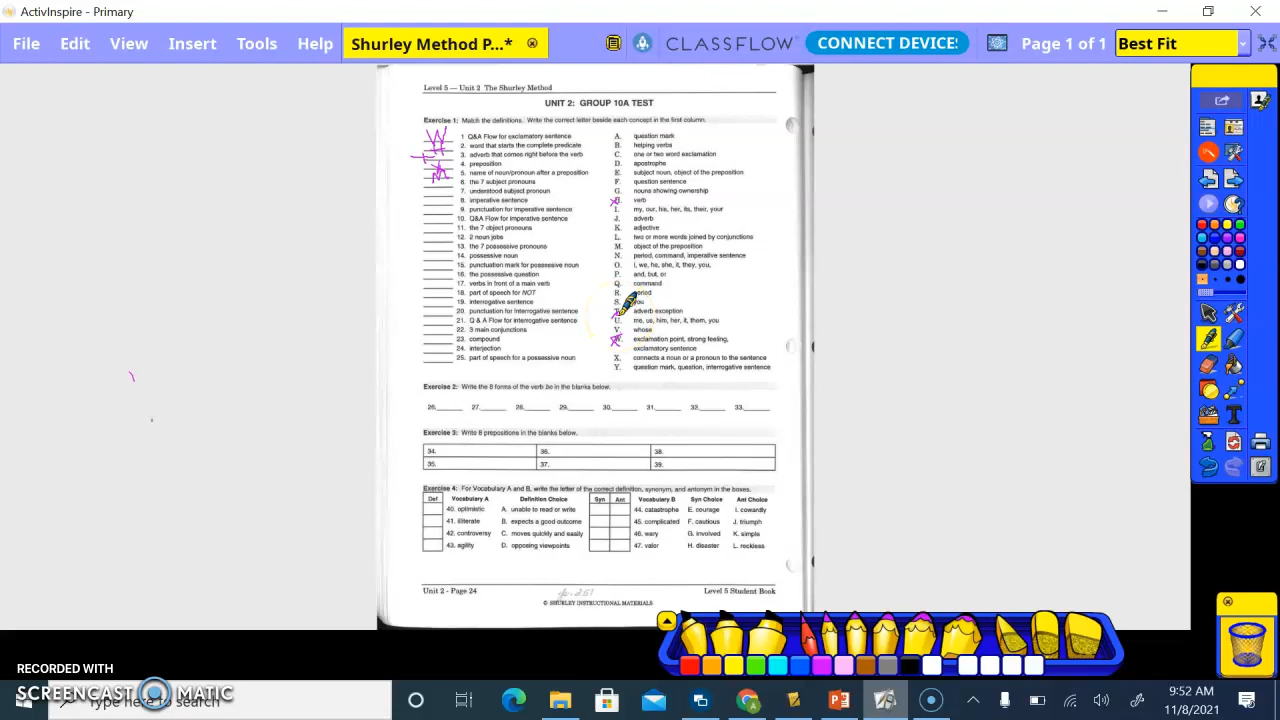 ActivInspire - Primary
File Edit View Insert Tools Help Shurley Method P...* CLASSFLOW CONNECT DEVICE! Page 1 of 1 Best Fit
Level 5 — Unit 2 The Shurley Method
UNIT 2: GROUP 10A TEST
Exercise 1: Match the definitions. Write the correct letter beside each concept in the first column.
W 1 Q&A Flow for exclamatory sentence A. question mark
H 2. word that starts the complete predicate B. helping verbs
T 3. adverb that comes right before the verb C. one or two word exclamation
4. preposition D. apostrophe
5. name of noun/pronoun after a preposition E. subject noun, object of the preposition
6. the 7 subject pronouns F. question sentence
7. understood subject pronoun G. nouns showing ownership
8. imperative sentence H. verb
9. punctuation for imperative sentence I. my, our, his, her, its, their, your
10. Q&A Flow for imperative sentence J. adverb
11. the 7 object pronouns K. adjective
12. 2 noun jobs L. two or more words joined by conjunctions
13. the 7 possessive pronouns M. object of the preposition
14. possessive noun N. period, command, imperative sentence
15. punctuation mark for possessive noun O. I, we, he, she, it, they, you,
16. the possessive question P. and, but, or
17. verbs in front of a main verb Q. command
18. part of speech for NOT R. period
19. interrogative sentence S. you
20. punctuation for interrogative sentence T. adverb exception
21. Q & A Flow for interrogative sentence U. me, us, him, her, it, them, you
22. 3 main conjunctions V. whose
23. compound W. exclamation point, strong feeling,
24. interjection exclamatory sentence
25. part of speech for a possessive noun X. connects a noun or a pronoun to the sentence
Y. question mark, question, interrogative sentence
Exercise 2: Write the 8 forms of the verb be in the blanks below.
26. 27. 28. 29. 30. 31. 32. 33.
Exercise 3: Write 8 prepositions in the blanks below.
34. 36. 38.
35. 37. 39.
Exercise 4: For Vocabulary A and B, write the letter of the correct definition, synonym, and antonym in the boxes.
Def Vocabulary A Definition Choice Syn Ant Vocabulary B Syn Choice Ant Choice
40. optimistic A. unable to read or write 44. catastrophe E. courage I. cowardly
41. illiterate B. expects a good outcome 45. complicated F. cautious J. triumph
42. controversy C. moves quickly and easily 46. wary G. involved K. simple
43. agility D. opposing viewpoints 47. valor H. disaster L. reckless
Unit 2 - Page 24 Level 5 Student Book
© SHURLEY INSTRUCTIONAL MATERIALS
RECORDED WITH
SCREENCAST MATIC
Type here to search
9:52 AM
11/8/2021